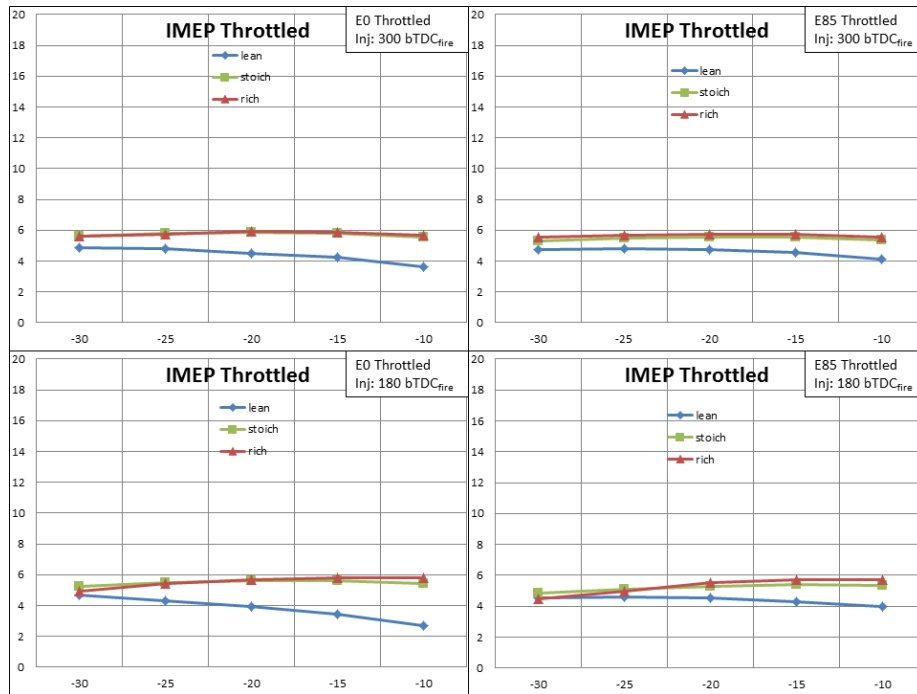 IMEP Throttled
E0 Throttled
Inj: 300 bTDCfire
lean
stoich
rich
20
18
16
14
12
10
8
6
4
2
0
-30 -25 -20 -15 -10
IMEP Throttled
E85 Throttled
Inj: 300 bTDCfire
lean
stoich
rich
20
18
16
14
12
10
8
6
4
2
0
-30 -25 -20 -15 -10
IMEP Throttled
E0 Throttled
Inj: 180 bTDCfire
lean
stoich
rich
20
18
16
14
12
10
8
6
4
2
0
-30 -25 -20 -15 -10
IMEP Throttled
E85 Throttled
Inj: 180 bTDCfire
lean
stoich
rich
20
18
16
14
12
10
8
6
4
2
0
-30 -25 -20 -15 -10